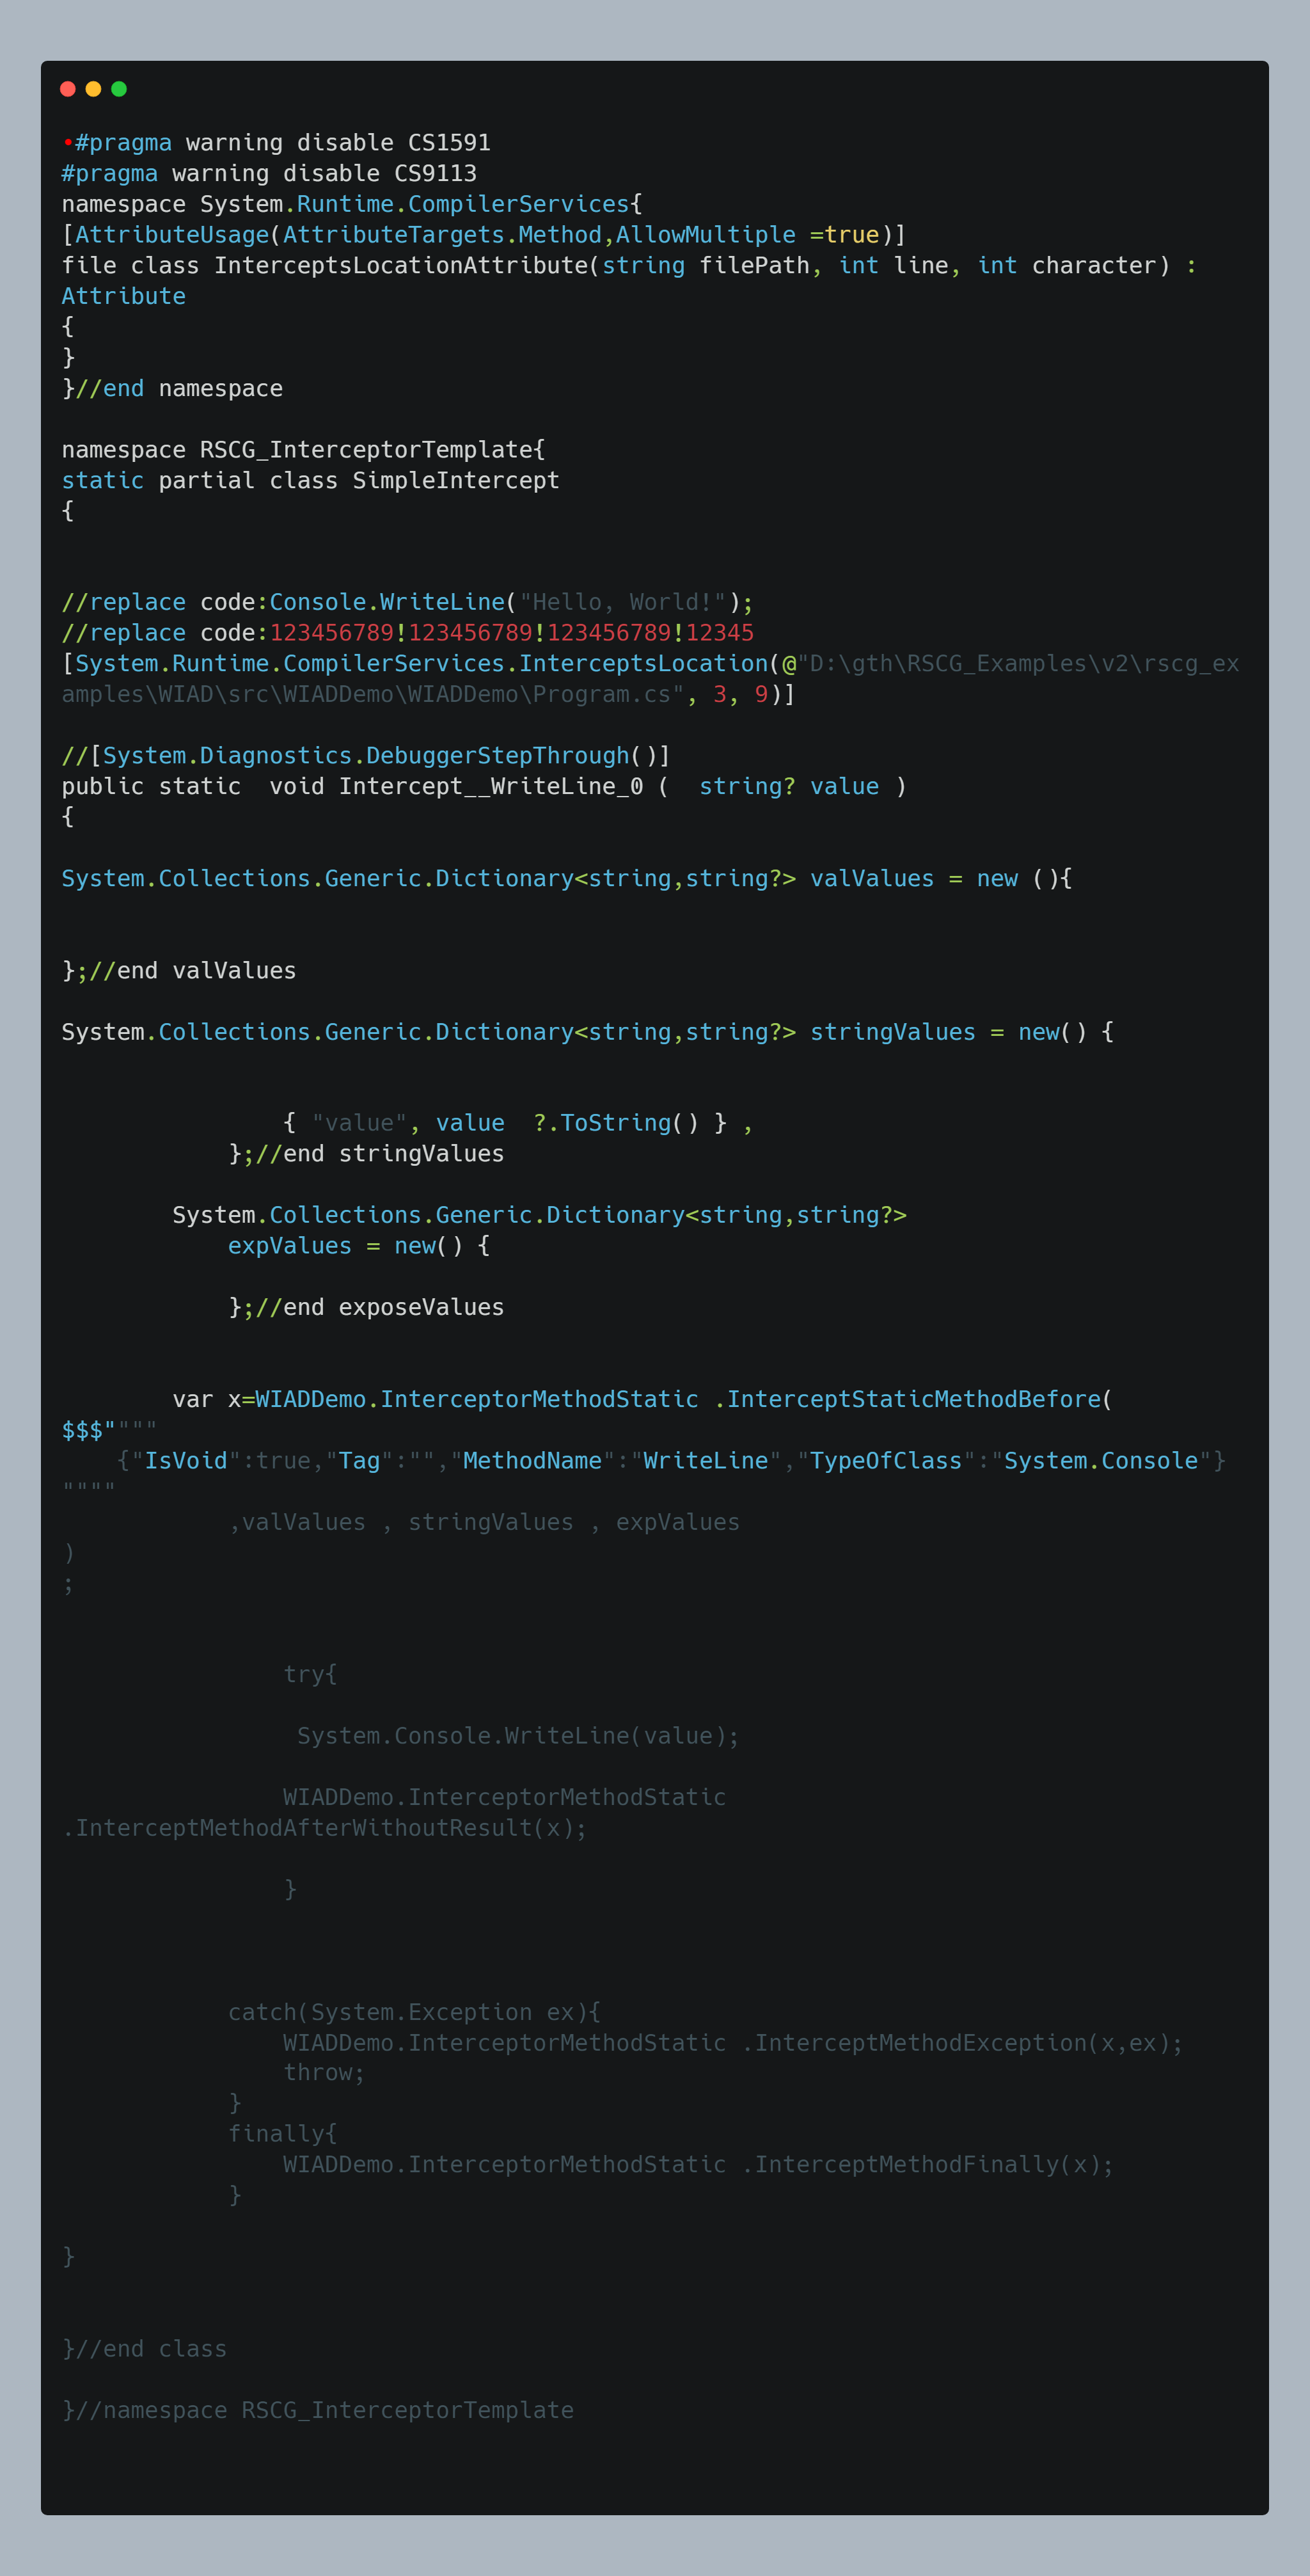 •#pragma warning disable CS1591
#pragma warning disable CS9113
namespace System.Runtime.CompilerServices{
[AttributeUsage(AttributeTargets.Method,AllowMultiple =true)]
file class InterceptsLocationAttribute(string filePath, int line, int character) :
Attribute
{
}
}//end namespace

namespace RSCG_InterceptorTemplate{
static partial class SimpleIntercept
{


//replace code:Console.WriteLine("Hello, World!");
//replace code:123456789!123456789!123456789!12345
[System.Runtime.CompilerServices.InterceptsLocation(@"D:\gth\RSCG_Examples\v2\rscg_ex
amples\WIAD\src\WIADDemo\WIADDemo\Program.cs", 3, 9)]

//[System.Diagnostics.DebuggerStepThrough()]
public static  void Intercept__WriteLine_0 (  string? value )
{

System.Collections.Generic.Dictionary<string,string?> valValues = new (){


};//end valValues

System.Collections.Generic.Dictionary<string,string?> stringValues = new() {


                { "value", value  ?.ToString() } ,
            };//end stringValues

        System.Collections.Generic.Dictionary<string,string?>
            expValues = new() {

            };//end exposeValues


        var x=WIADDemo.InterceptorMethodStatic .InterceptStaticMethodBefore(
$$$""""
    {"IsVoid":true,"Tag":"","MethodName":"WriteLine","TypeOfClass":"System.Console"}
""""
            ,valValues , stringValues , expValues
)
;


                try{

                 System.Console.WriteLine(value);

                WIADDemo.InterceptorMethodStatic
.InterceptMethodAfterWithoutResult(x);

                }



            catch(System.Exception ex){
                WIADDemo.InterceptorMethodStatic .InterceptMethodException(x,ex);
                throw;
            }
            finally{
                WIADDemo.InterceptorMethodStatic .InterceptMethodFinally(x);
            }

}


}//end class

}//namespace RSCG_InterceptorTemplate